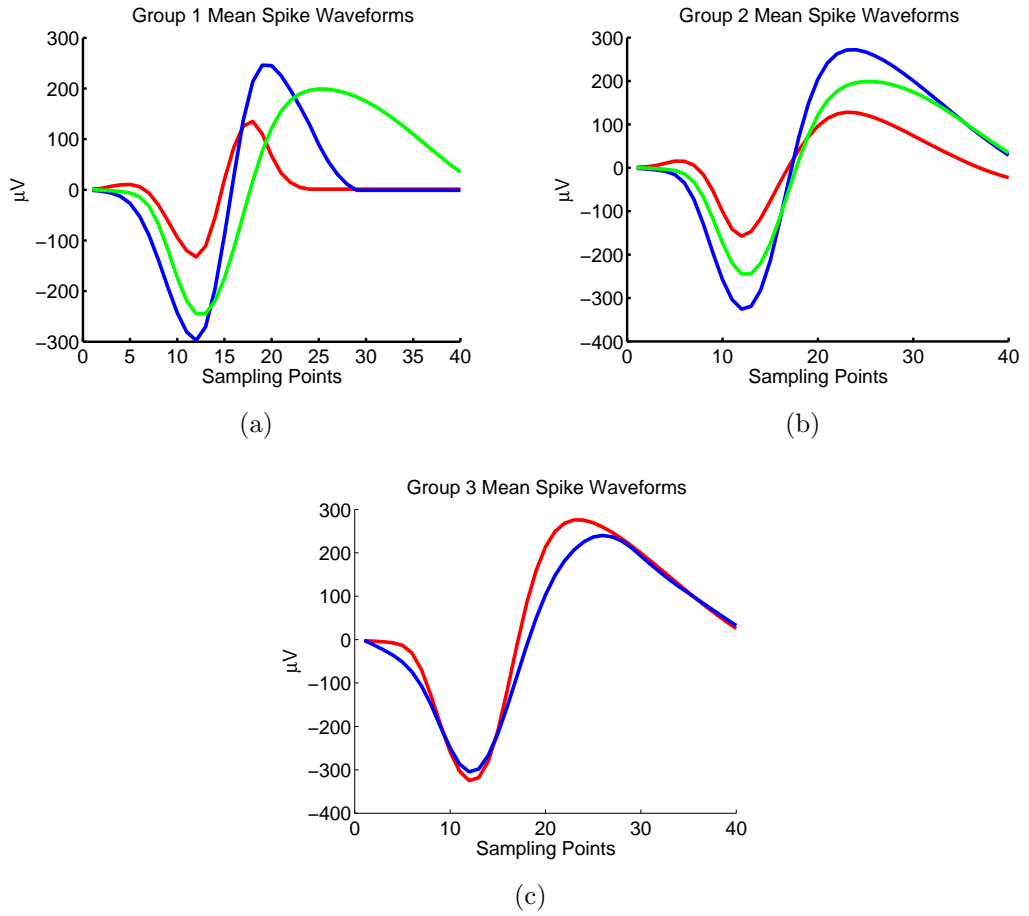 Group 1 Mean Spike Waveforms
300
200
100
0
−100
−200
−300
µV
0 5 10 15 20 25 30 35 40
Sampling Points
(a)
Group 2 Mean Spike Waveforms
300
200
100
0
−100
−200
−300
−400
µV
0 10 20 30 40
Sampling Points
(b)
Group 3 Mean Spike Waveforms
300
200
100
0
−100
−200
−300
−400
µV
0 10 20 30 40
Sampling Points
(c)